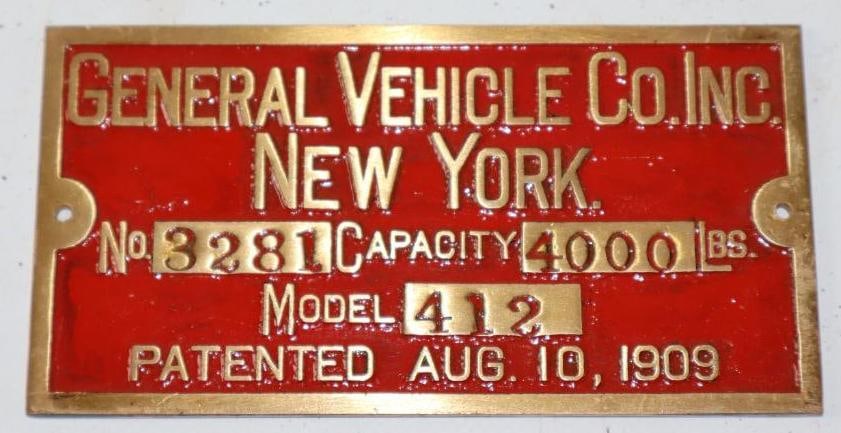 GENERAL VEHICLE CO. INC.
NEW YORK.
NO. 3281 CAPACITY 4000 LBS.
MODEL 412
PATENTED AUG. 10, 1909